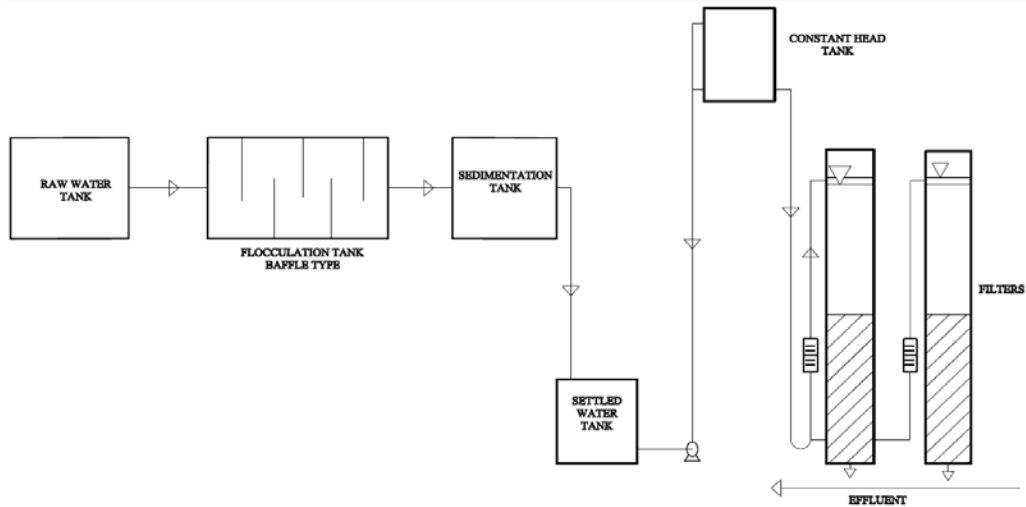 CONSTANT HEAD
TANK
RAW WATER
TANK
SEDIMENTATION
TANK
FLOCCULATION TANK
BAFFLE TYPE
FILTERS
SETTLED
WATER
TANK
EFFLUENT